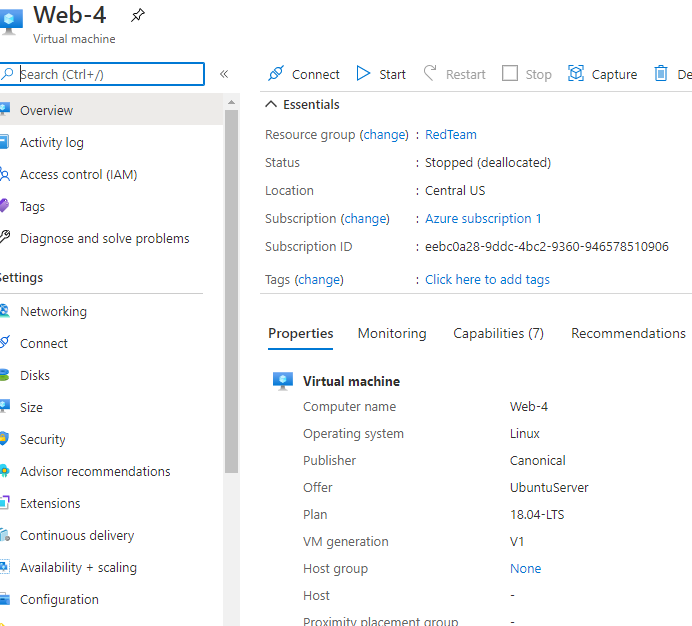 Web-4
Virtual machine
Search (Ctrl+/)
«
Overview
Activity log
Access control (IAM)
Tags
Diagnose and solve problems
Settings
Networking
Connect
Disks
Size
Security
Advisor recommendations
Extensions
Continuous delivery
Availability + scaling
Configuration
Connect Start Restart Stop Capture De
Essentials
Resource group (change) : RedTeam
Status : Stopped (deallocated)
Location : Central US
Subscription (change) : Azure subscription 1
Subscription ID : eebc0a28-9ddc-4bc2-9360-946578510906
Tags (change) : Click here to add tags
Properties Monitoring Capabilities (7) Recommendations
Virtual machine
Computer name Web-4
Operating system Linux
Publisher Canonical
Offer UbuntuServer
Plan 18.04-LTS
VM generation V1
Host group None
Host -
Proximity placement group -